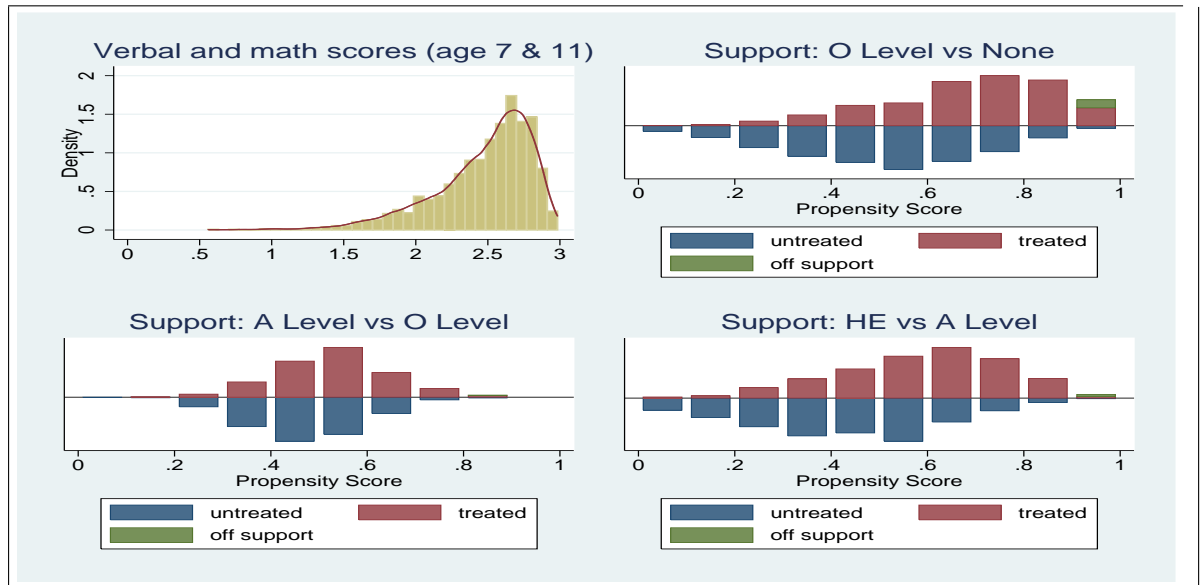 Verbal and math scores (age 7 & 11)
Density
2
1.5
1
.5
0
0 .5 1 1.5 2 2.5 3
Support: O Level vs None
0 .2 .4 .6 .8 1
Propensity Score
untreated treated
off support
Support: A Level vs O Level
0 .2 .4 .6 .8 1
Propensity Score
untreated treated
off support
Support: HE vs A Level
0 .2 .4 .6 .8 1
Propensity Score
untreated treated
off support